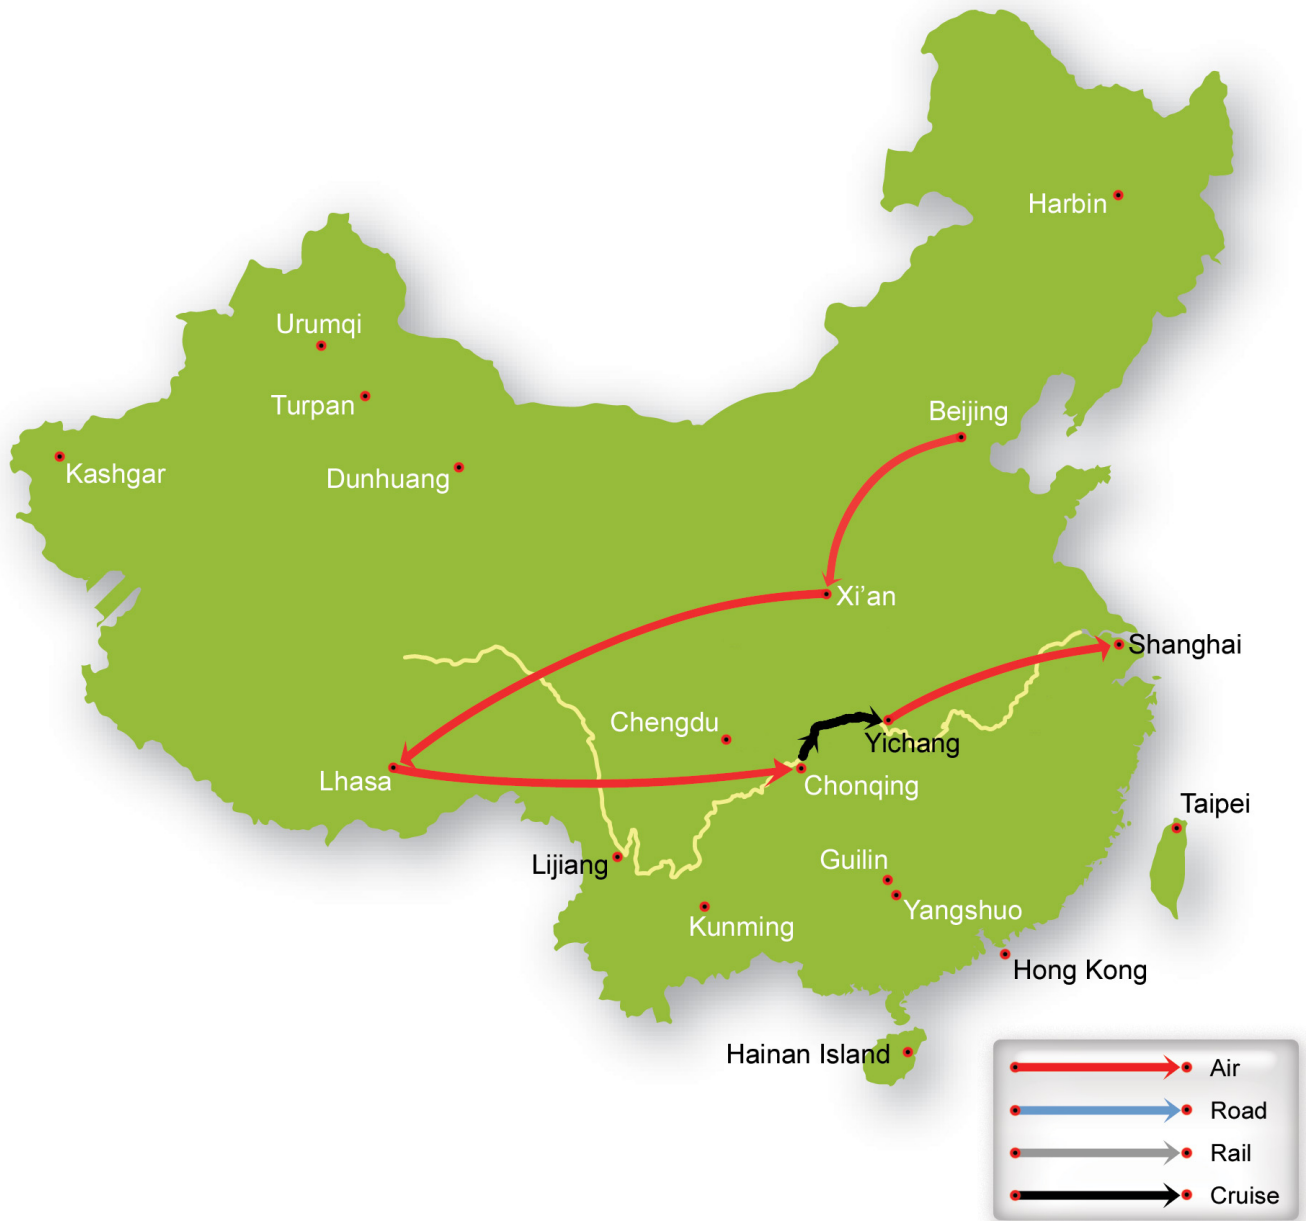 Harbin
Urumqi
Turpan
Beijing
Kashgar
Dunhuang
Xi’an
Shanghai
Chengdu
Yichang
Lhasa
Chonqing
Taipei
Lijiang
Guilin
Yangshuo
Kunming
Hong Kong
Hainan Island
Air
Road
Rail
Cruise